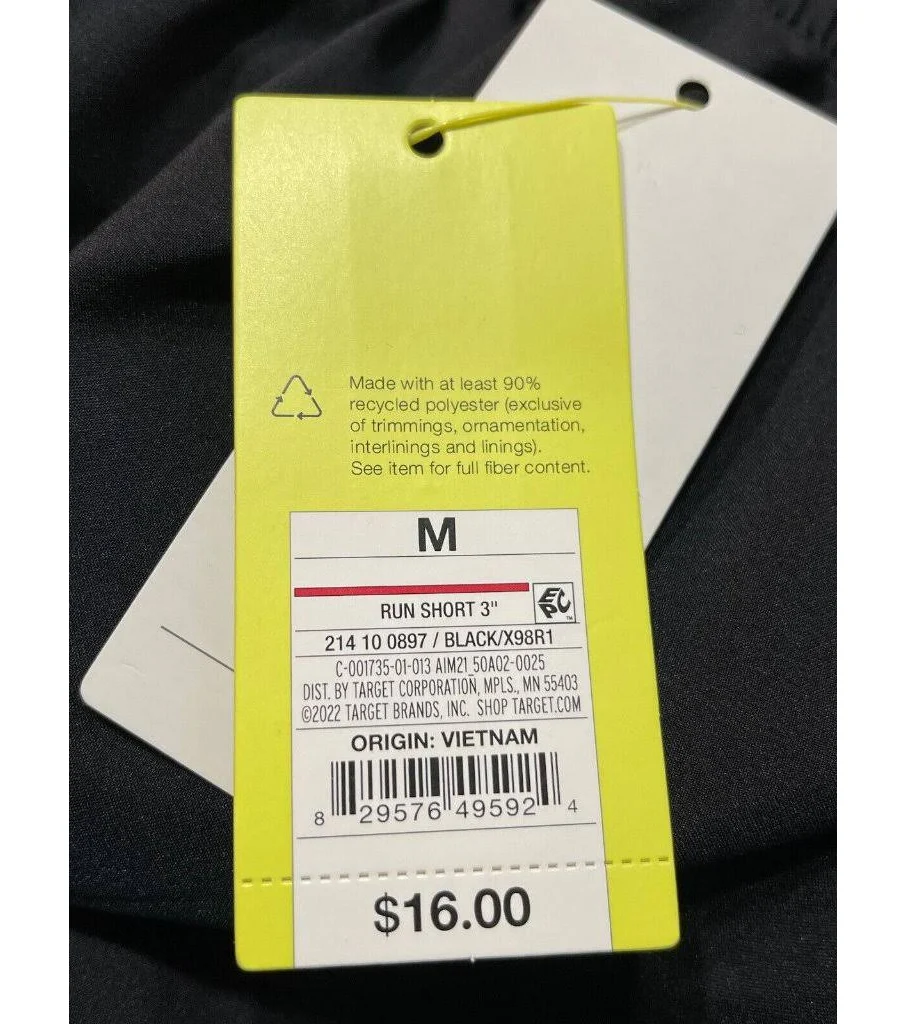 Made with at least 90%
recycled polyester (exclusive
of trimmings, ornamentation,
interlinings and linings).
See item for full fiber content.
M
RUN SHORT 3"
EPC™
214 10 0897 / BLACK/X98R1
C-001735-01-013 AIM21 50A02-0025
DIST. BY TARGET CORPORATION, MPLS., MN 55403
©2022 TARGET BRANDS, INC. SHOP TARGET.COM
ORIGIN: VIETNAM
8 29576 49592 4
$16.00